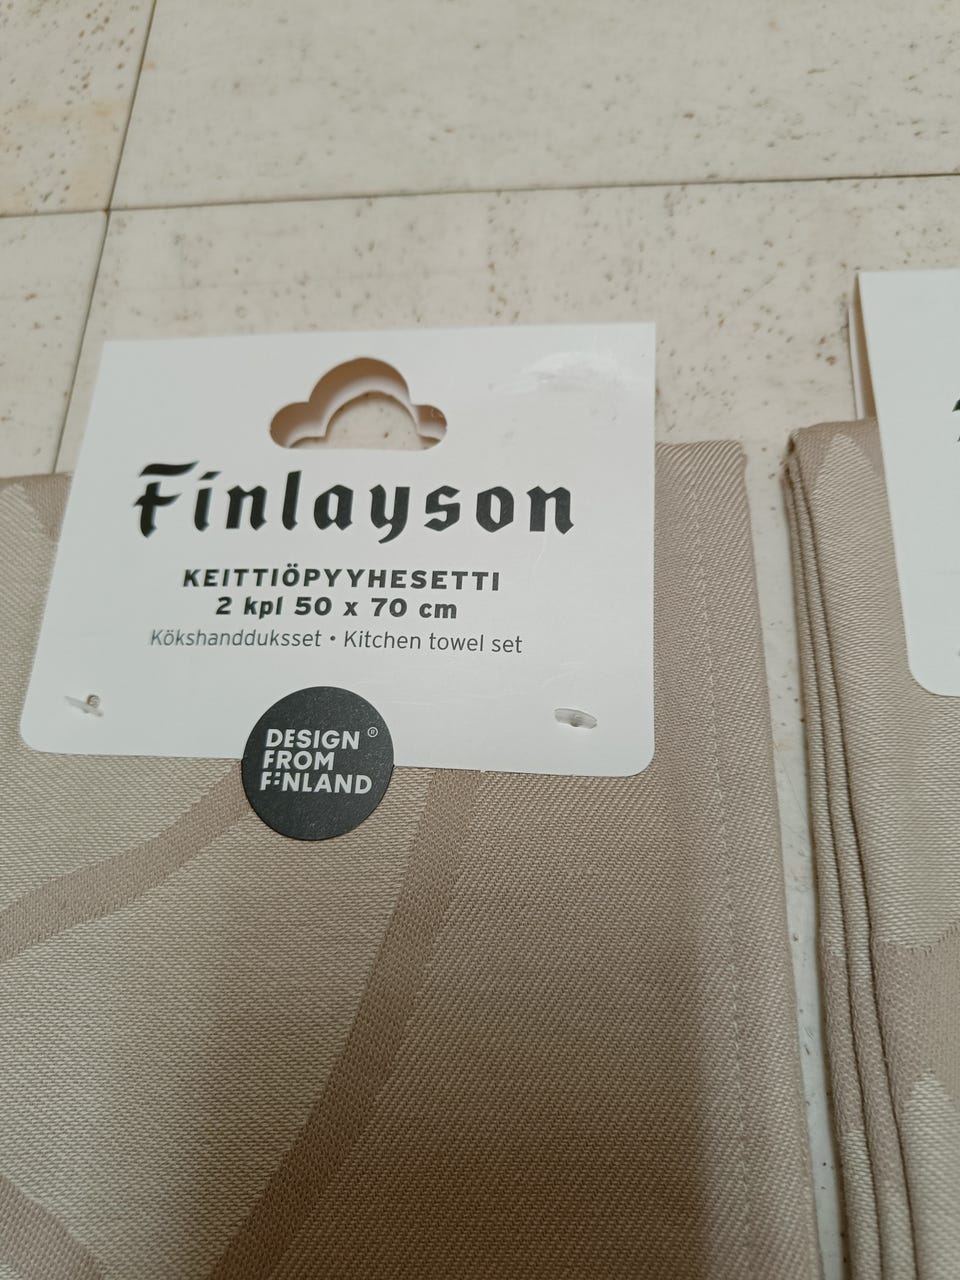 Finlayson
KEITTIÖPYYHESETTI
2 kpl 50 x 70 cm
Kökshandduksset • Kitchen towel set
DESIGN ®
FROM
F:NLAND